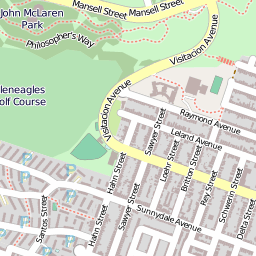 Mansell Street
Mansell Street
John McLaren
Park
Philosopher's Way
Visitacion Avenue
leneagles
olf Course
Visitacion Avenue
Raymond Avenue
Leland Avenue
Sawyer Street
Hahn Street
Loehr Street
Britton Street
Rey Street
Schwerin Street
Delta Street
Sawyer Street
Sunnydale Avenue
Santos Street
Hahn Street